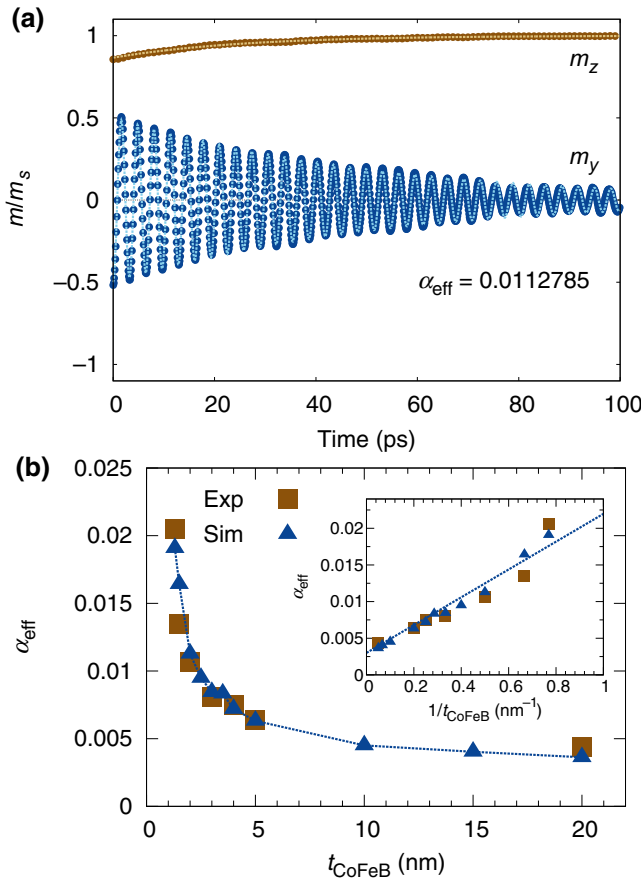 (a)
1
0.5
0
−0.5
−1
m/mₛ
m_z
m_y
α_eff = 0.0112785
0 20 40 60 80 100
Time (ps)
(b)
0.025
0.02
0.015
0.01
0.005
0
α_eff
Exp
Sim
0.02
0.015
0.01
0.005
0
α_eff
0 0.2 0.4 0.6 0.8 1
1/t_CoFeB (nm⁻¹)
0 5 10 15 20
t_CoFeB (nm)